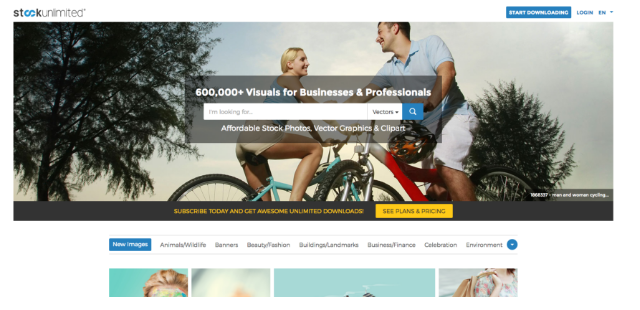 stockunlimited
START DOWNLOADING LOGIN EN
600,000+ Visuals for Businesses & Professionals
I'm looking for... Vectors
Affordable Stock Photos, Vector Graphics & Clipart
1868337 - man and woman cycling...
SUBSCRIBE TODAY AND GET AWESOME UNLIMITED DOWNLOADS! SEE PLANS & PRICING
New Images Animals/Wildlife Banners Beauty/Fashion Buildings/Landmarks Business/Finance Celebration Environment